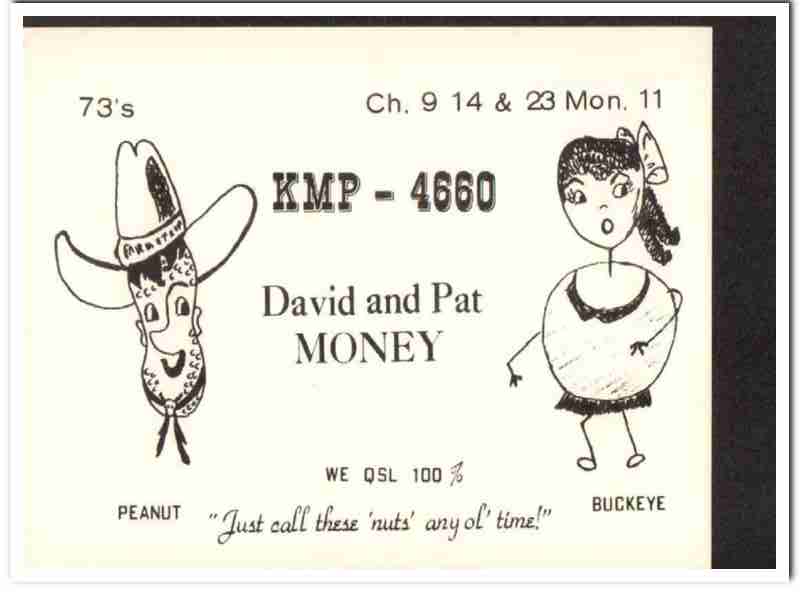 73's
Ch. 9 14 & 23 Mon. 11
KMP - 4660
David and Pat
MONEY
WE QSL 100 %
PEANUT
BUCKEYE
"Just call these 'nuts' any ol' time!"